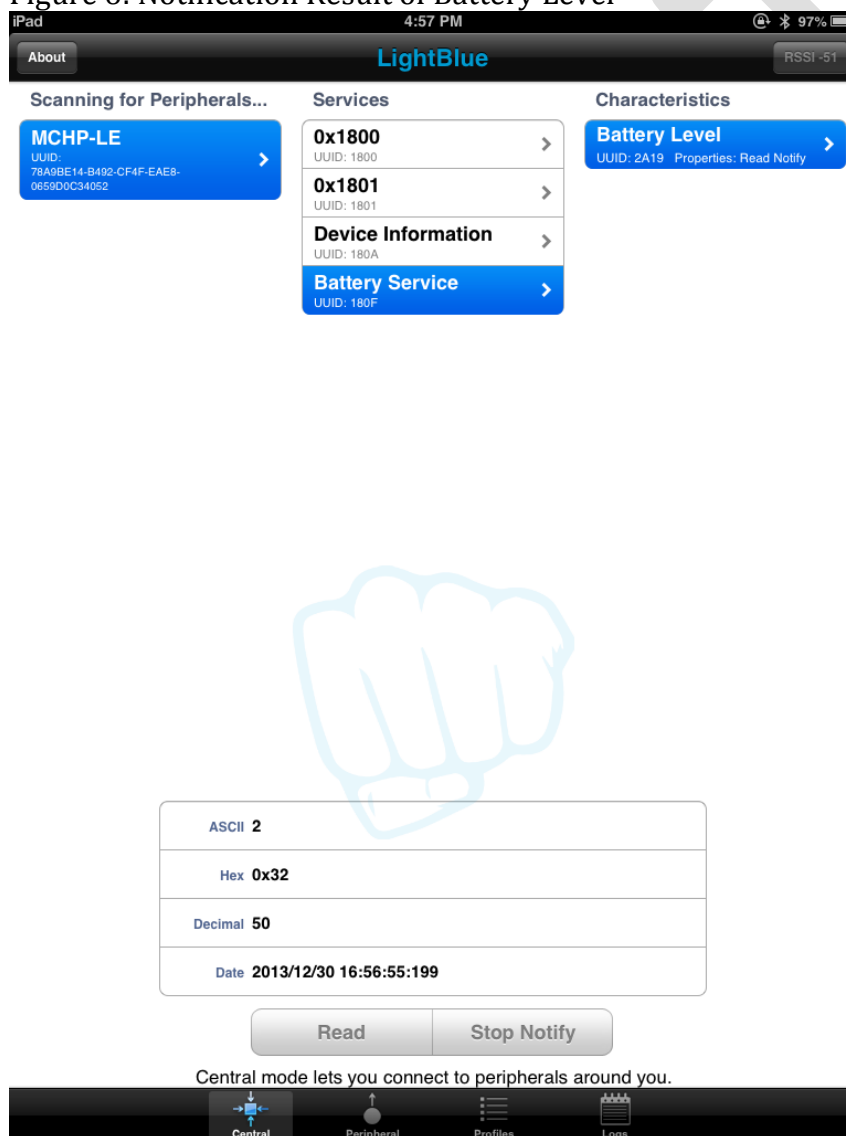 Figure 6. Notification Result of Battery Level
iPad 4:57 PM 97%
About LightBlue RSSI -51
Scanning for Peripherals...
MCHP-LE
UUID:
78A9BE14-B492-CF4F-EAE8-
0659D0C34052
Services
0x1800
UUID: 1800
0x1801
UUID: 1801
Device Information
UUID: 180A
Battery Service
UUID: 180F
Characteristics
Battery Level
UUID: 2A19 Properties: Read Notify
ASCII 2
Hex 0x32
Decimal 50
Date 2013/12/30 16:56:55:199
Read Stop Notify
Central mode lets you connect to peripherals around you.
Central Peripheral Profiles Logs